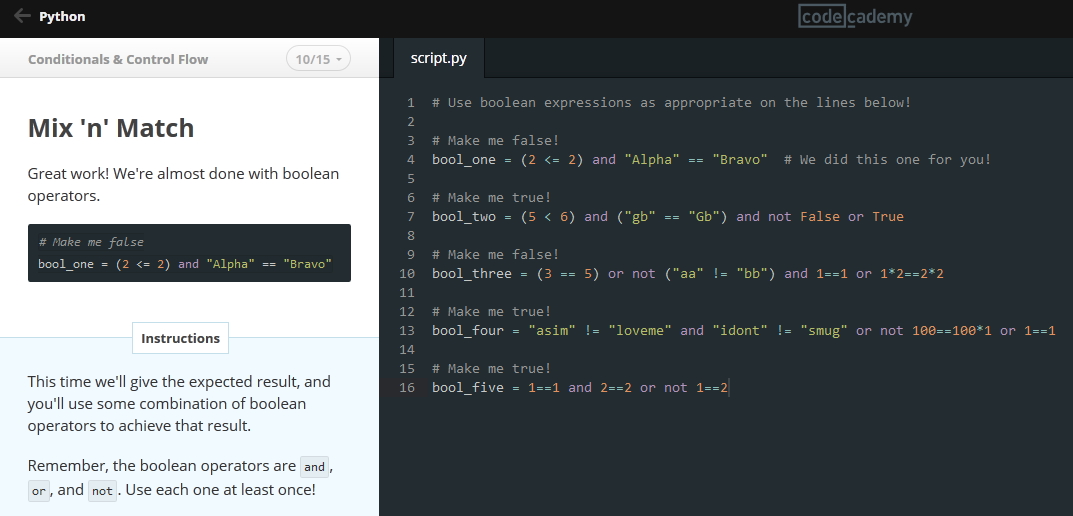 ← Python
codecademy
Conditionals & Control Flow
10/15
Mix 'n' Match
Great work! We're almost done with boolean
operators.
# Make me false
bool_one = (2 <= 2) and "Alpha" == "Bravo"
Instructions
This time we'll give the expected result, and
you'll use some combination of boolean
operators to achieve that result.
Remember, the boolean operators are and,
or, and not. Use each one at least once!
script.py
1 # Use boolean expressions as appropriate on the lines below!
2
3 # Make me false!
4 bool_one = (2 <= 2) and "Alpha" == "Bravo"  # We did this one for you!
5
6 # Make me true!
7 bool_two = (5 < 6) and ("gb" == "Gb") and not False or True
8
9 # Make me false!
10 bool_three = (3 == 5) or not ("aa" != "bb") and 1==1 or 1*2==2*2
11
12 # Make me true!
13 bool_four = "asim" != "loveme" and "idont" != "smug" or not 100==100*1 or 1==1
14
15 # Make me true!
16 bool_five = 1==1 and 2==2 or not 1==2